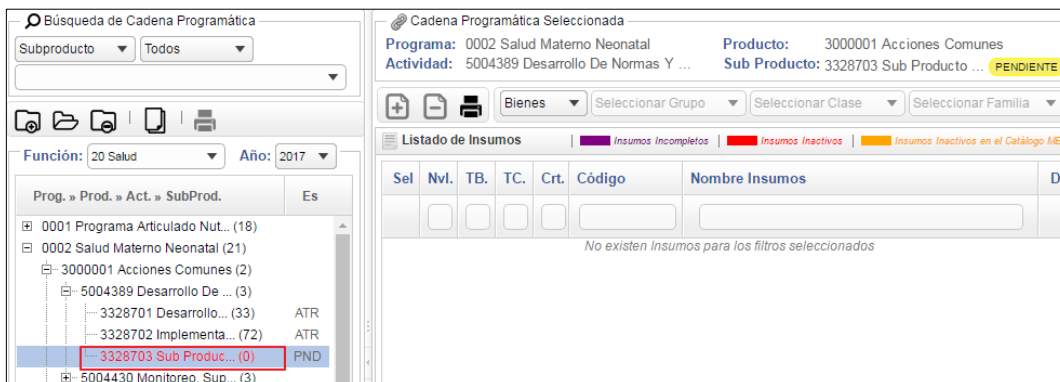 Búsqueda de Cadena Programática
Subproducto Todos
Función: 20 Salud Año: 2017
Prog. » Prod. » Act. » SubProd. Es
0001 Programa Articulado Nut... (18)
0002 Salud Materno Neonatal (21)
3000001 Acciones Comunes (2)
5004389 Desarrollo De ... (3)
3328701 Desarrollo... (33) ATR
3328702 Implementa... (72) ATR
3328703 Sub Produc... (0) PND
5004430 Monitoreo, Sup... (3)
Cadena Programática Seleccionada
Programa: 0002 Salud Materno Neonatal Producto: 3000001 Acciones Comunes
Actividad: 5004389 Desarrollo De Normas Y ... Sub Producto: 3328703 Sub Producto ... PENDIENTE
Bienes Seleccionar Grupo Seleccionar Clase Seleccionar Familia
Listado de Insumos Insumos Incompletos Insumos Inactivos Insumos Inactivos en el Catálogo ME
Sel Nvl. TB. TC. Crt. Código Nombre Insumos D
No existen Insumos para los filtros seleccionados